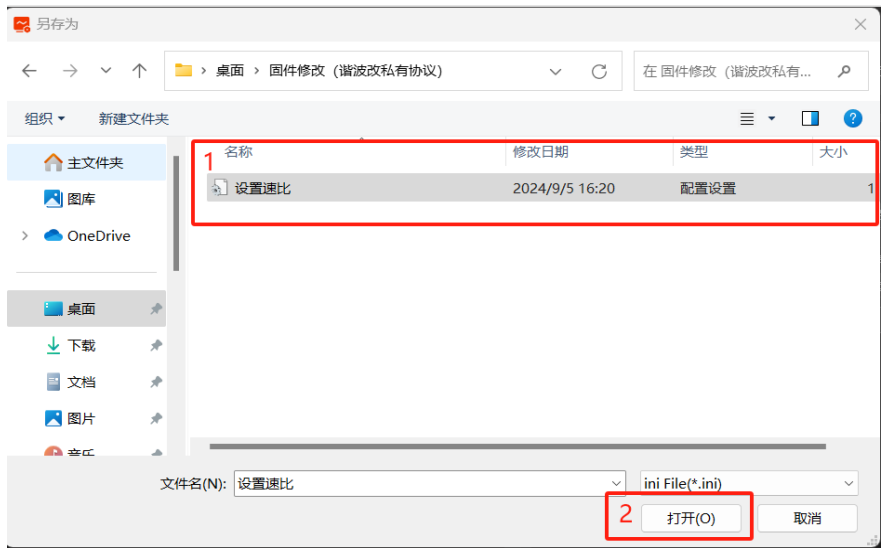 另存为
桌面 › 固件修改（谐波改私有协议）
在 固件修改（谐波改私有...
组织
新建文件夹
主文件夹
图库
OneDrive
桌面
下载
文档
图片
音乐
1
名称 修改日期 类型 大小
设置速比 2024/9/5 16:20 配置设置 1
文件名(N): 设置速比
ini File(*.ini)
2
打开(O)
取消